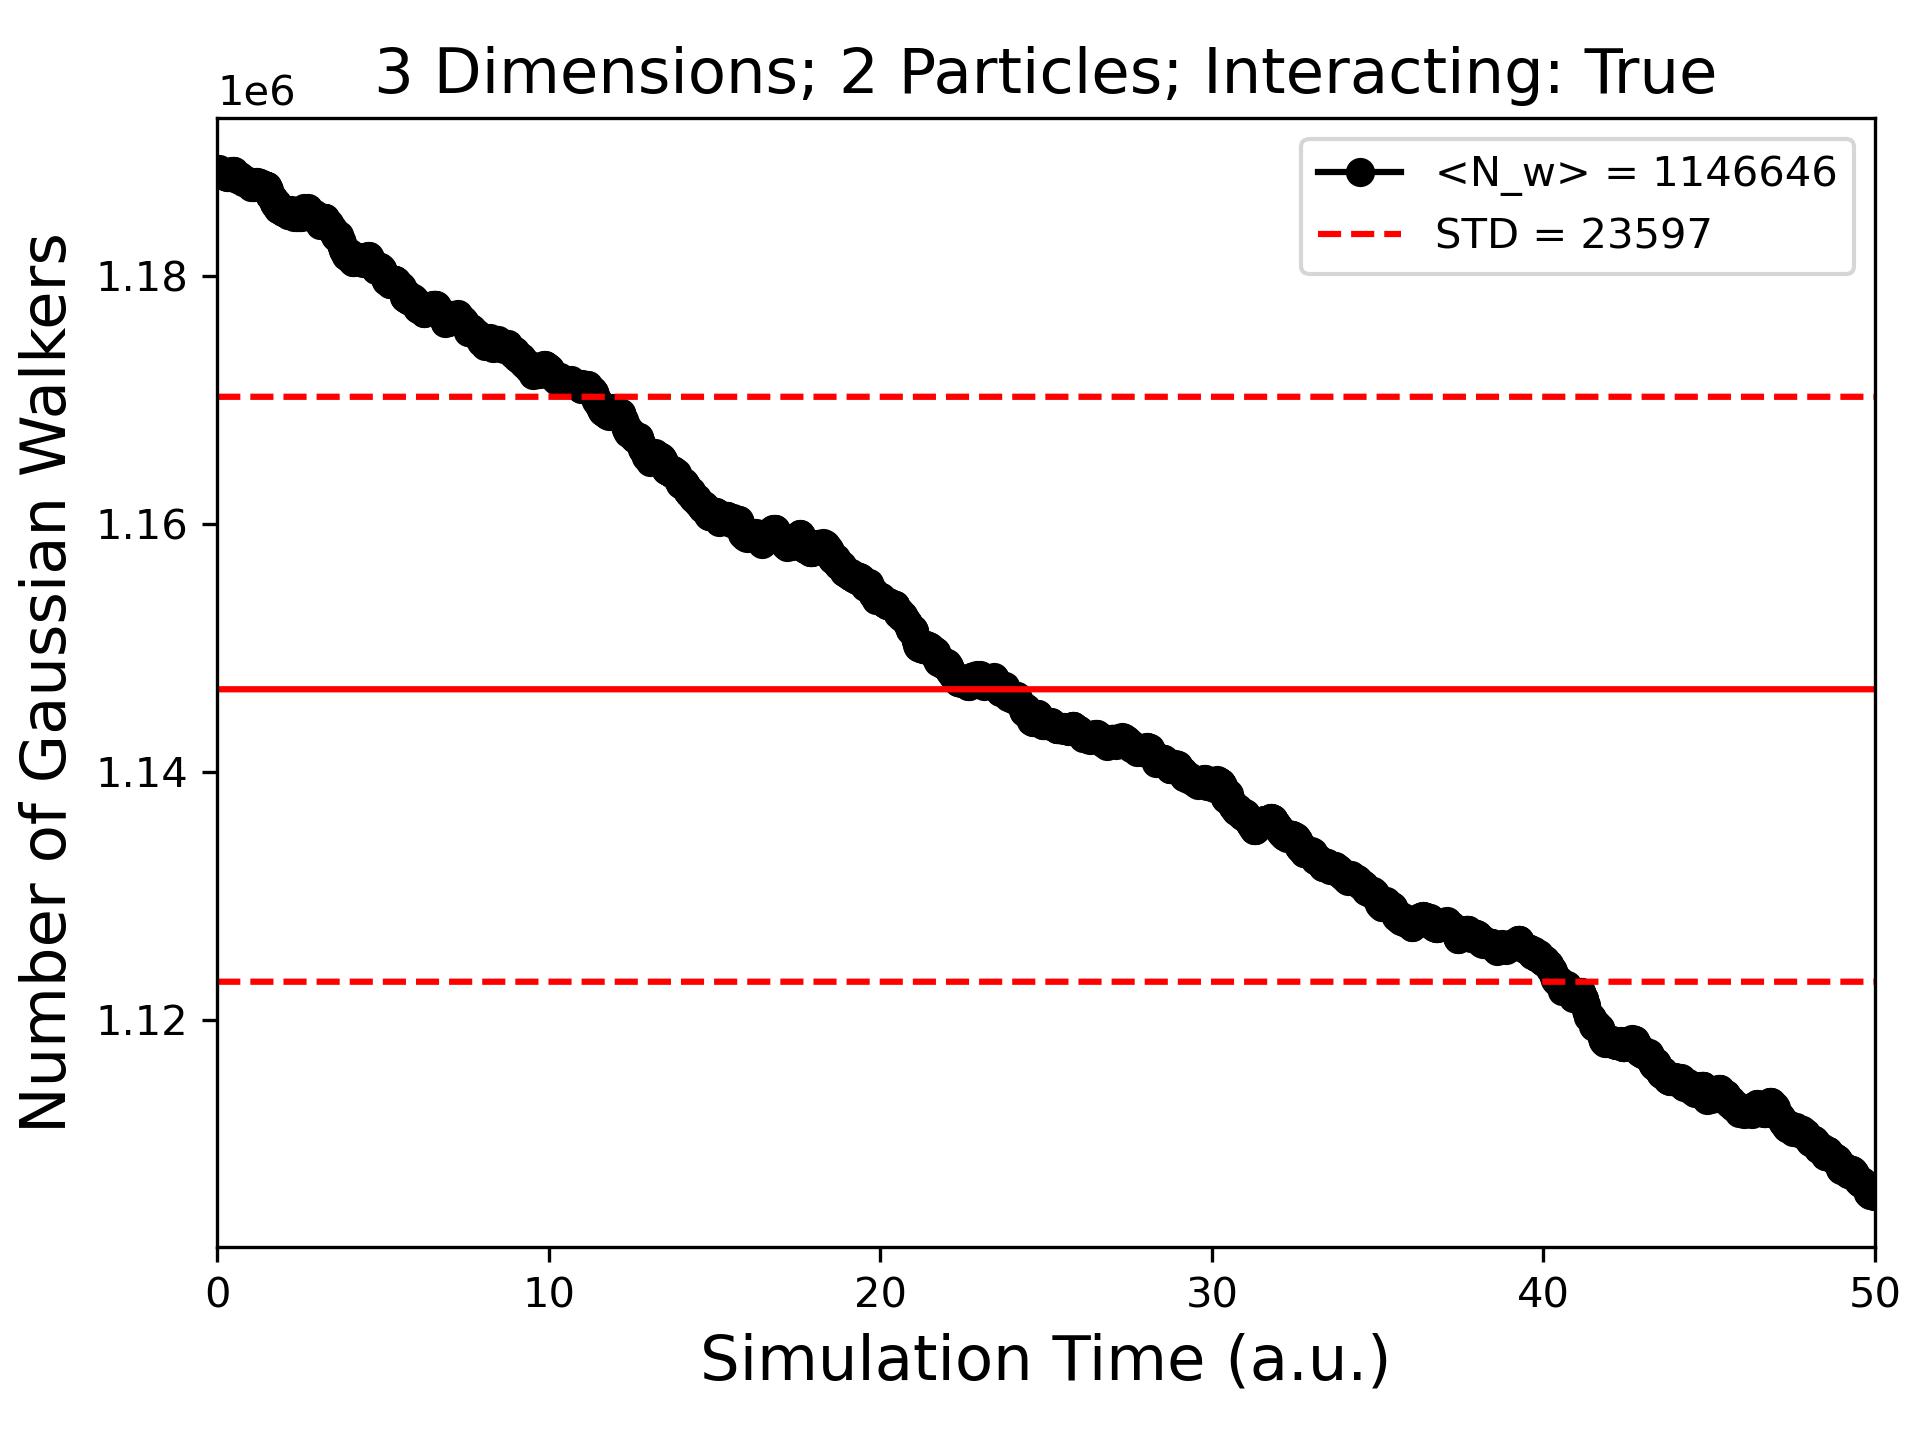 3 Dimensions; 2 Particles; Interacting: True
1e6
<N_w> = 1146646
STD = 23597
Number of Gaussian Walkers
1.18
1.16
1.14
1.12
0 10 20 30 40 50
Simulation Time (a.u.)